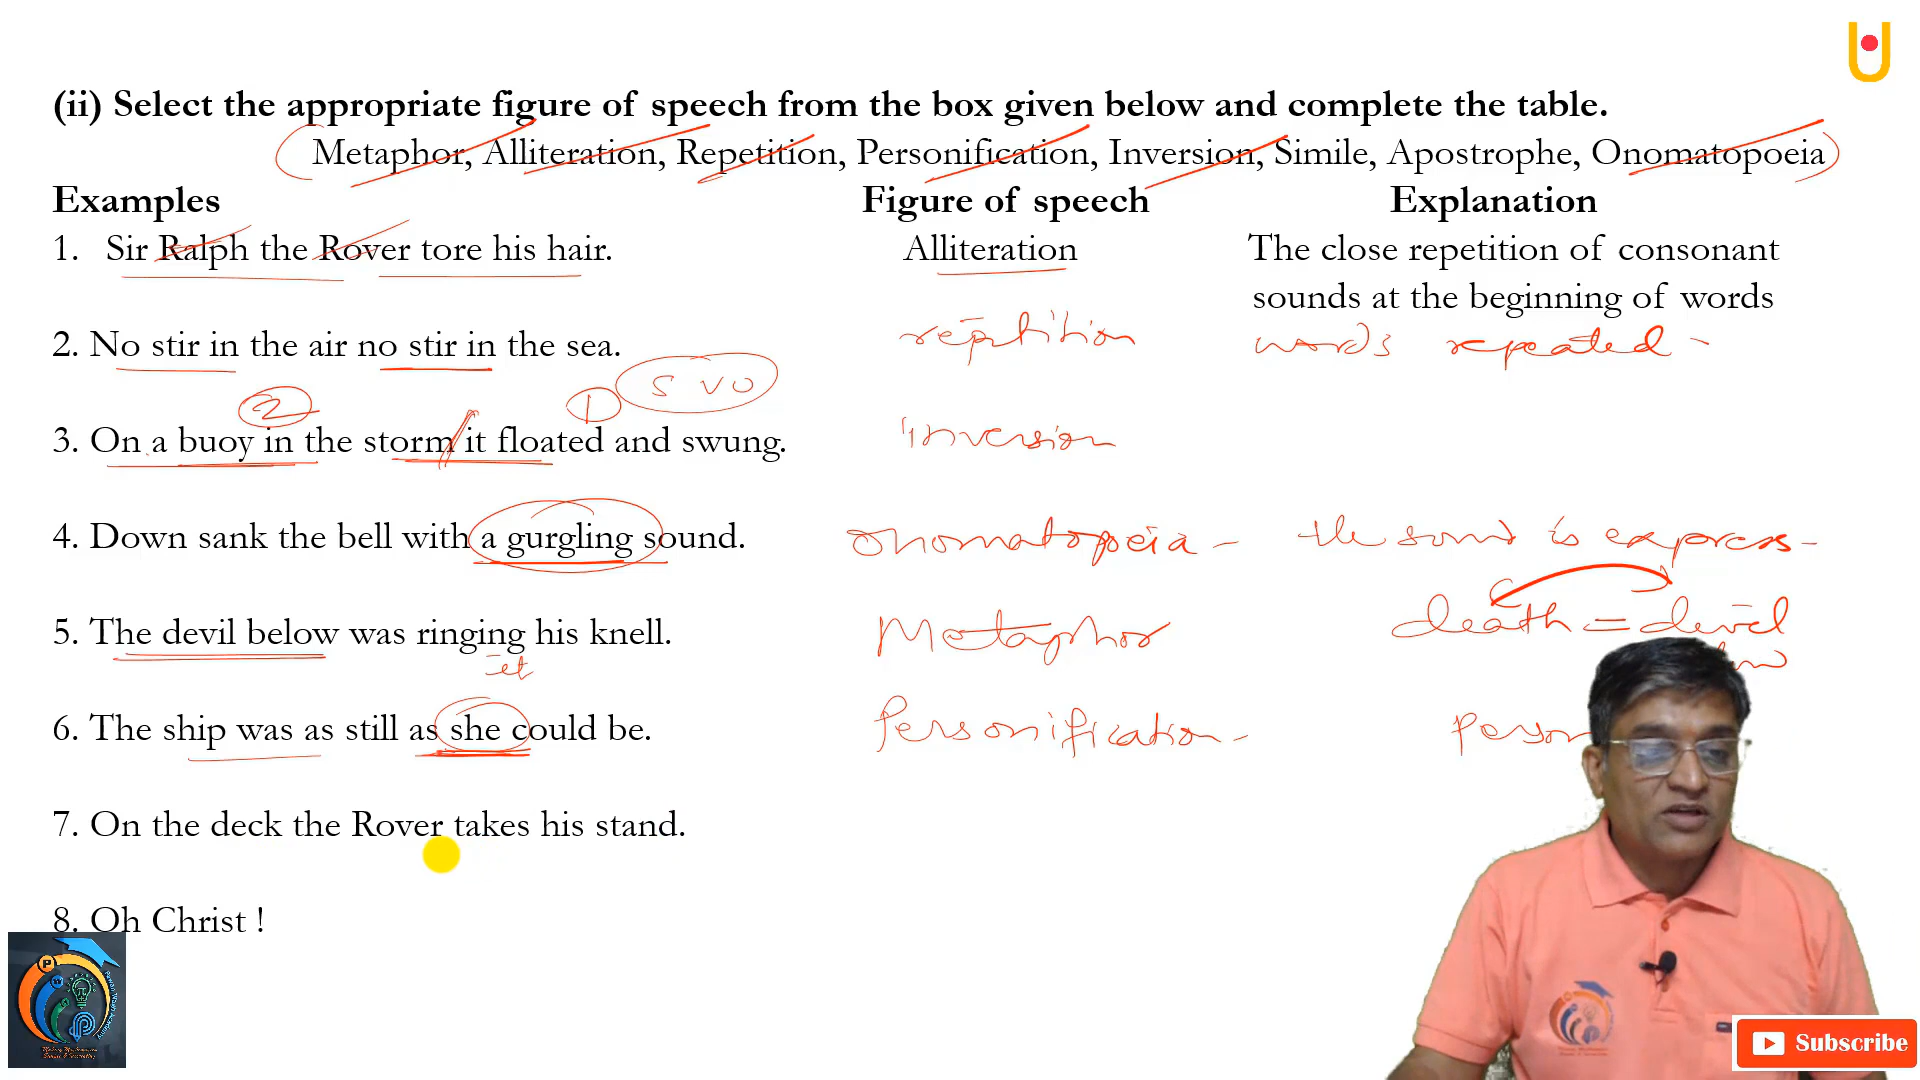 (ii) Select the appropriate figure of speech from the box given below and complete the table.
Metaphor, Alliteration, Repetition, Personification, Inversion, Simile, Apostrophe, Onomatopoeia
Examples Figure of speech Explanation
1. Sir Ralph the Rover tore his hair. Alliteration The close repetition of consonant
sounds at the beginning of words
2. No stir in the air no stir in the sea. repitition words repeated -
2 1 S V O
3. On a buoy in the storm it floated and swung. inversion
4. Down sank the bell with a gurgling sound. Onomatopoeia - the sound is express -
5. The devil below was ringing his knell. Metaphor death = devil
it
6. The ship was as still as she could be. Personification - person
7. On the deck the Rover takes his stand.
8. Oh Christ !
Subscribe